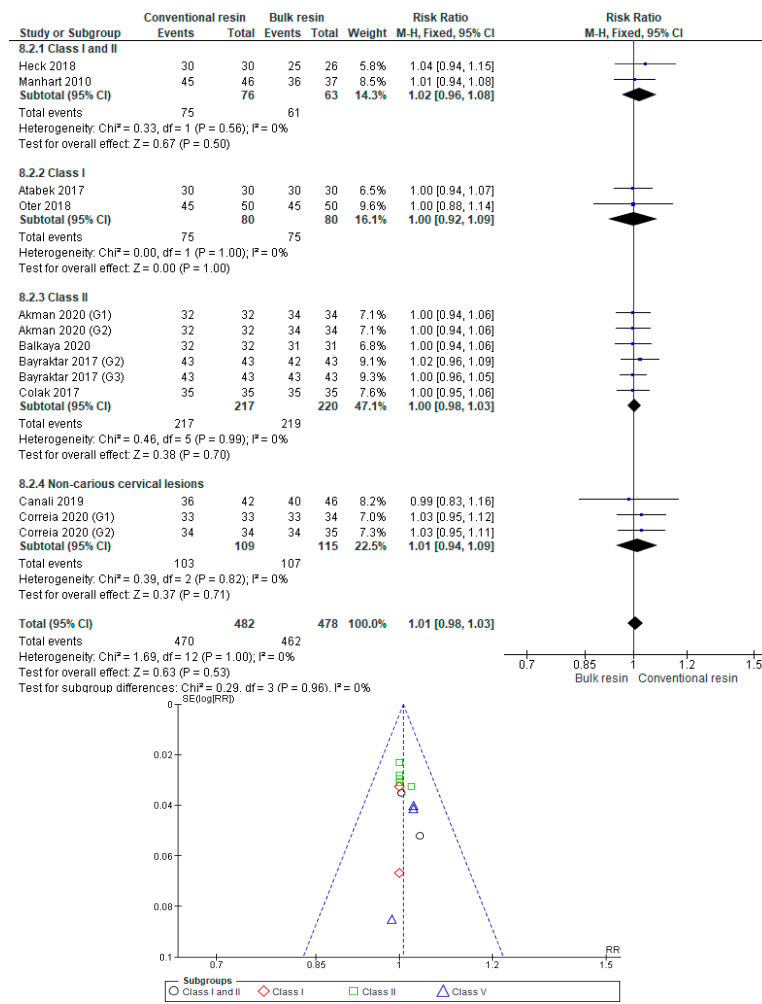 Conventional resin Bulk resin Risk Ratio Risk Ratio
Study or Subgroup Events Total Events Total Weight M-H, Fixed, 95% CI M-H, Fixed, 95% CI
8.2.1 Class I and II
Heck 2018 30 30 25 26 5.8% 1.04 [0.94, 1.15]
Manhart 2010 45 46 36 37 8.5% 1.01 [0.94, 1.08]
Subtotal (95% CI) 76 63 14.3% 1.02 [0.96, 1.08]
Total events 75 61
Heterogeneity: Chi² = 0.33, df = 1 (P = 0.56); I² = 0%
Test for overall effect: Z = 0.67 (P = 0.50)
8.2.2 Class I
Atabek 2017 30 30 30 30 6.5% 1.00 [0.94, 1.07]
Oter 2018 45 50 45 50 9.6% 1.00 [0.88, 1.14]
Subtotal (95% CI) 80 80 16.1% 1.00 [0.92, 1.09]
Total events 75 75
Heterogeneity: Chi² = 0.00, df = 1 (P = 1.00); I² = 0%
Test for overall effect: Z = 0.00 (P = 1.00)
8.2.3 Class II
Akman 2020 (G1) 32 32 34 34 7.1% 1.00 [0.94, 1.06]
Akman 2020 (G2) 32 32 34 34 7.1% 1.00 [0.94, 1.06]
Balkaya 2020 32 32 31 31 6.8% 1.00 [0.94, 1.06]
Bayraktar 2017 (G2) 43 43 42 43 9.1% 1.02 [0.96, 1.09]
Bayraktar 2017 (G3) 43 43 43 43 9.3% 1.00 [0.96, 1.05]
Colak 2017 35 35 35 35 7.6% 1.00 [0.95, 1.06]
Subtotal (95% CI) 217 220 47.1% 1.00 [0.98, 1.03]
Total events 217 219
Heterogeneity: Chi² = 0.46, df = 5 (P = 0.99); I² = 0%
Test for overall effect: Z = 0.38 (P = 0.70)
8.2.4 Non-carious cervical lesions
Canali 2019 36 42 40 46 8.2% 0.99 [0.83, 1.16]
Correia 2020 (G1) 33 33 33 34 7.0% 1.03 [0.95, 1.12]
Correia 2020 (G2) 34 34 34 35 7.3% 1.03 [0.95, 1.11]
Subtotal (95% CI) 109 115 22.5% 1.01 [0.94, 1.09]
Total events 103 107
Heterogeneity: Chi² = 0.39, df = 2 (P = 0.82); I² = 0%
Test for overall effect: Z = 0.37 (P = 0.71)
Total (95% CI) 482 478 100.0% 1.01 [0.98, 1.03]
Total events 470 462
Heterogeneity: Chi² = 1.69, df = 12 (P = 1.00); I² = 0%
Test for overall effect: Z = 0.63 (P = 0.53)
Test for subgroup differences: Chi² = 0.29, df = 3 (P = 0.96), I² = 0%
0.7 0.85 1 1.2 1.5
Bulk resin Conventional resin
SE(log[RR])
0
0.02
0.04
0.06
0.08
0.1
RR
0.7 0.85 1 1.2 1.5
Subgroups
Class I and II Class I Class II Class V